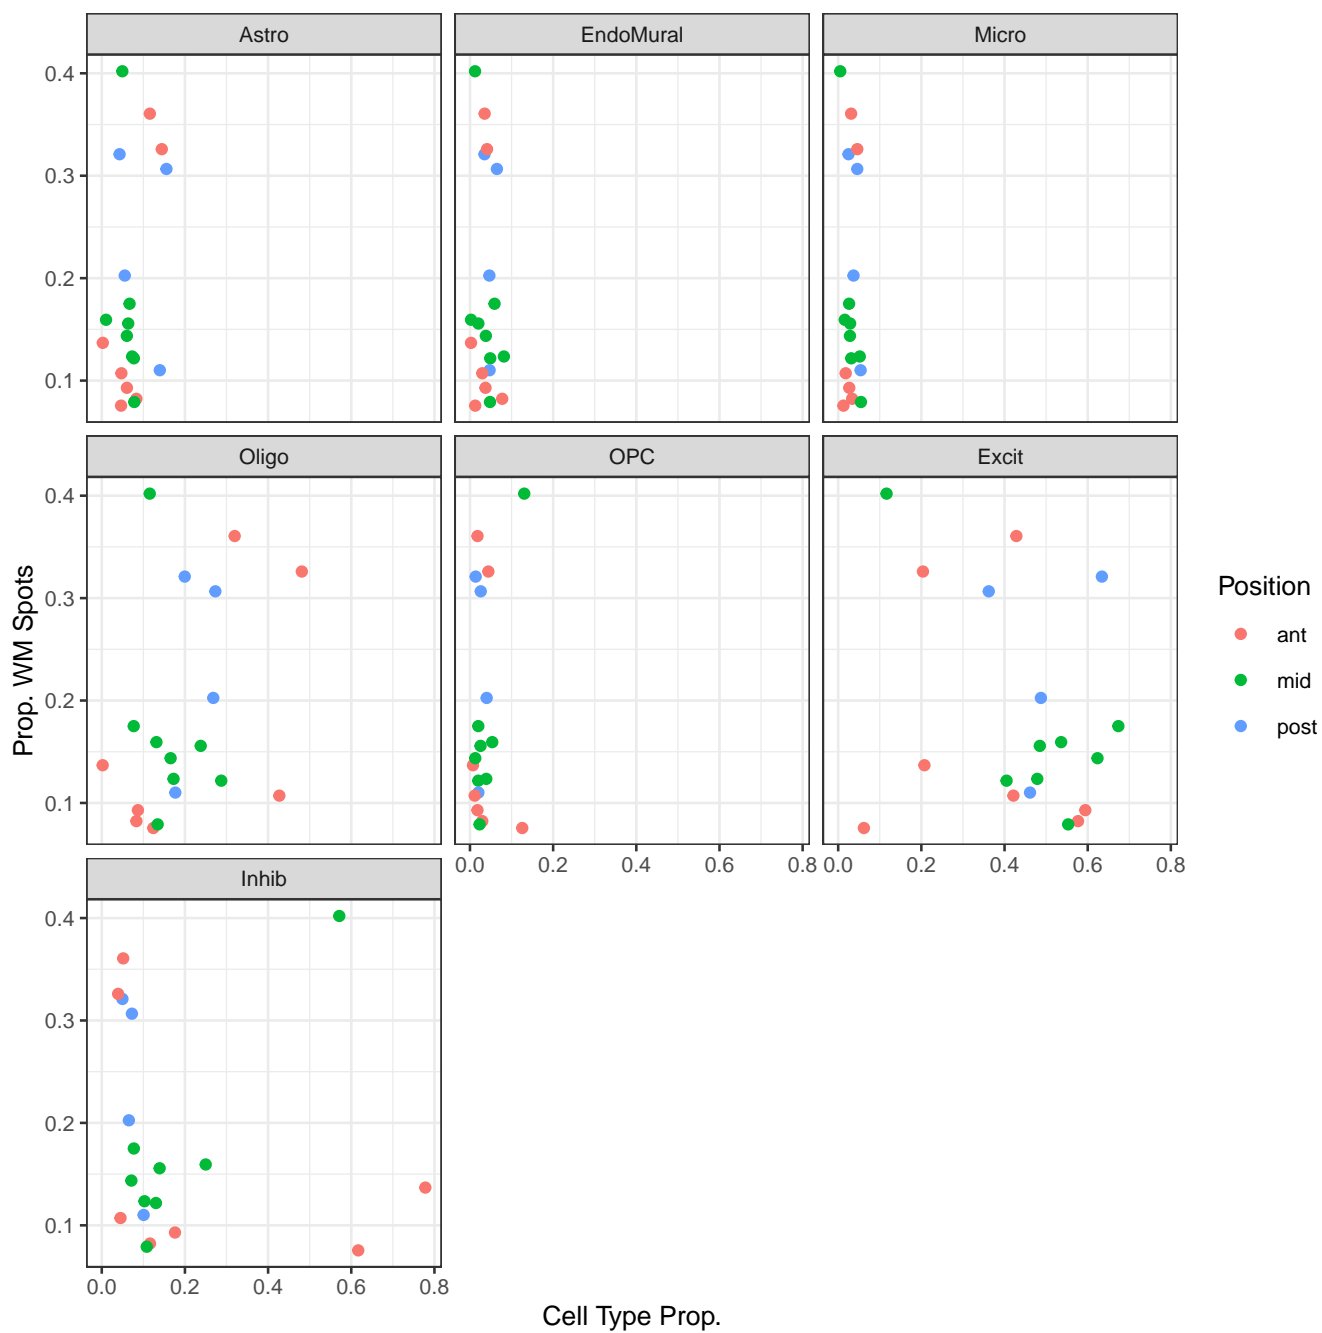 Astro EndoMural Micro
0.4
0.3
0.2
0.1
Oligo OPC Excit
0.4
0.3
0.2
0.1
0.0 0.2 0.4 0.6 0.8 0.0 0.2 0.4 0.6 0.8
Inhib
0.4
0.3
0.2
0.1
0.0 0.2 0.4 0.6 0.8
Cell Type Prop.
Prop. WM Spots
Position
ant
mid
post